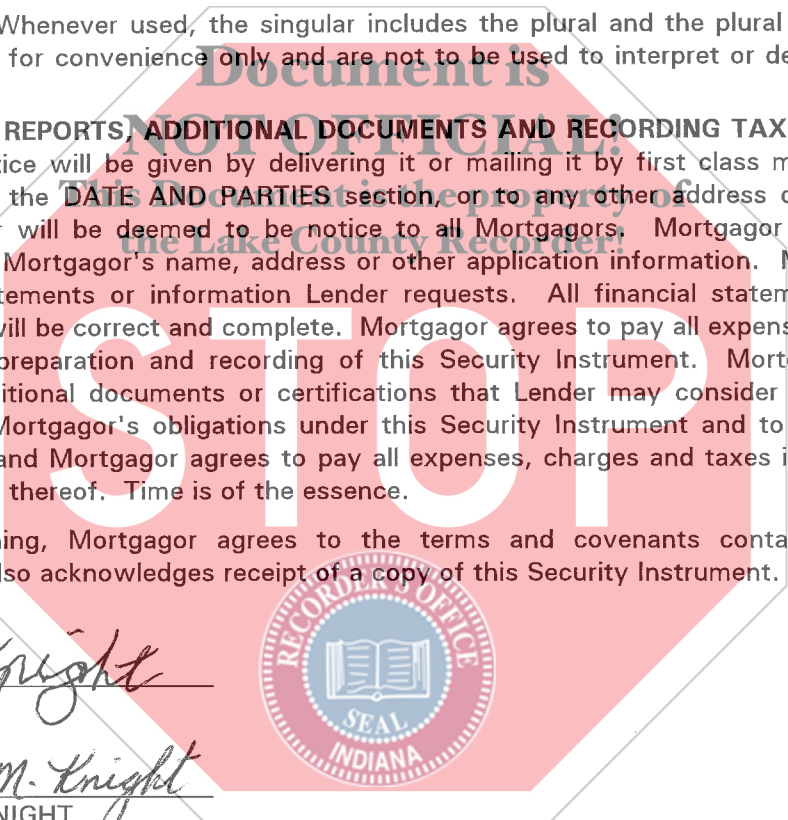 Whenever used, the singular includes the plural and the plural
for convenience only and are not to be used to interpret or de
Document is
REPORTS, ADDITIONAL DOCUMENTS AND RECORDING TAX
NOT OFFICIAL!
tice will be given by delivering it or mailing it by first class m
the DATE AND PARTIES section, or to any other address d
This Document is the property of
r will be deemed to be notice to all Mortgagors. Mortgagor
the Lake County Recorder!
Mortgagor's name, address or other application information. M
tements or information Lender requests. All financial statem
will be correct and complete. Mortgagor agrees to pay all expens
preparation and recording of this Security Instrument. Mort
ditional documents or certifications that Lender may consider
Mortgagor's obligations under this Security Instrument and to
and Mortgagor agrees to pay all expenses, charges and taxes i
thereof. Time is of the essence.
STOP
ning, Mortgagor agrees to the terms and covenants conta
lso acknowledges receipt of a copy of this Security Instrument.
RECORDER'S OFFICE
SEAL
INDIANA
Knight
M. Knight
NIGHT